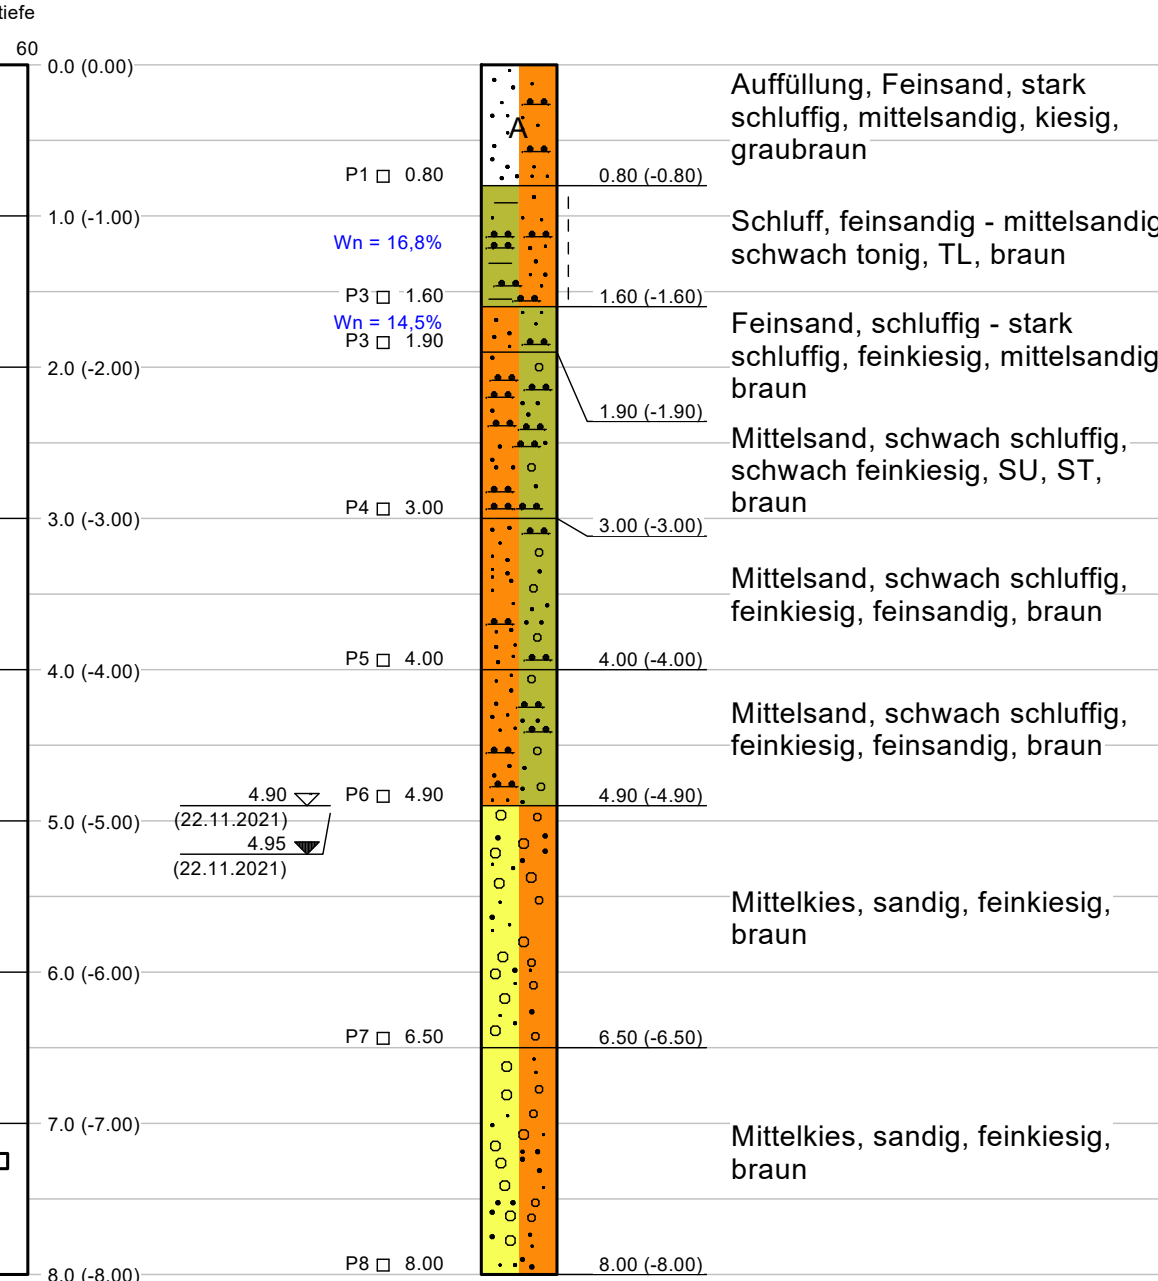 tiefe
60
0.0 (0.00)
Auffüllung, Feinsand, stark
schluffig, mittelsandig, kiesig,
graubraun
A
P1 0.80
0.80 (-0.80)
1.0 (-1.00)
Schluff, feinsandig - mittelsandig
schwach tonig, TL, braun
Wn = 16,8%
P3 1.60
1.60 (-1.60)
Wn = 14,5%
P3 1.90
Feinsand, schluffig - stark
schluffig, feinkiesig, mittelsandig
braun
2.0 (-2.00)
1.90 (-1.90)
Mittelsand, schwach schluffig,
schwach feinkiesig, SU, ST,
braun
P4 3.00
3.0 (-3.00)
3.00 (-3.00)
Mittelsand, schwach schluffig,
feinkiesig, feinsandig, braun
P5 4.00
4.00 (-4.00)
4.0 (-4.00)
Mittelsand, schwach schluffig,
feinkiesig, feinsandig, braun
4.90
P6 4.90
4.90 (-4.90)
(22.11.2021)
5.0 (-5.00)
4.95
(22.11.2021)
Mittelkies, sandig, feinkiesig,
braun
6.0 (-6.00)
P7 6.50
6.50 (-6.50)
7.0 (-7.00)
Mittelkies, sandig, feinkiesig,
braun
P8 8.00
8.00 (-8.00)
8.0 (-8.00)